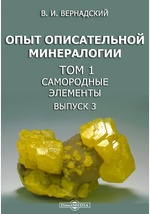 В. И. ВЕРНАДСКИЙ
ОПЫТ ОПИСАТЕЛЬНОЙ
МИНЕРАЛОГИИ
ТОМ 1
САМОРОДНЫЕ
ЭЛЕМЕНТЫ
ВЫПУСК 3